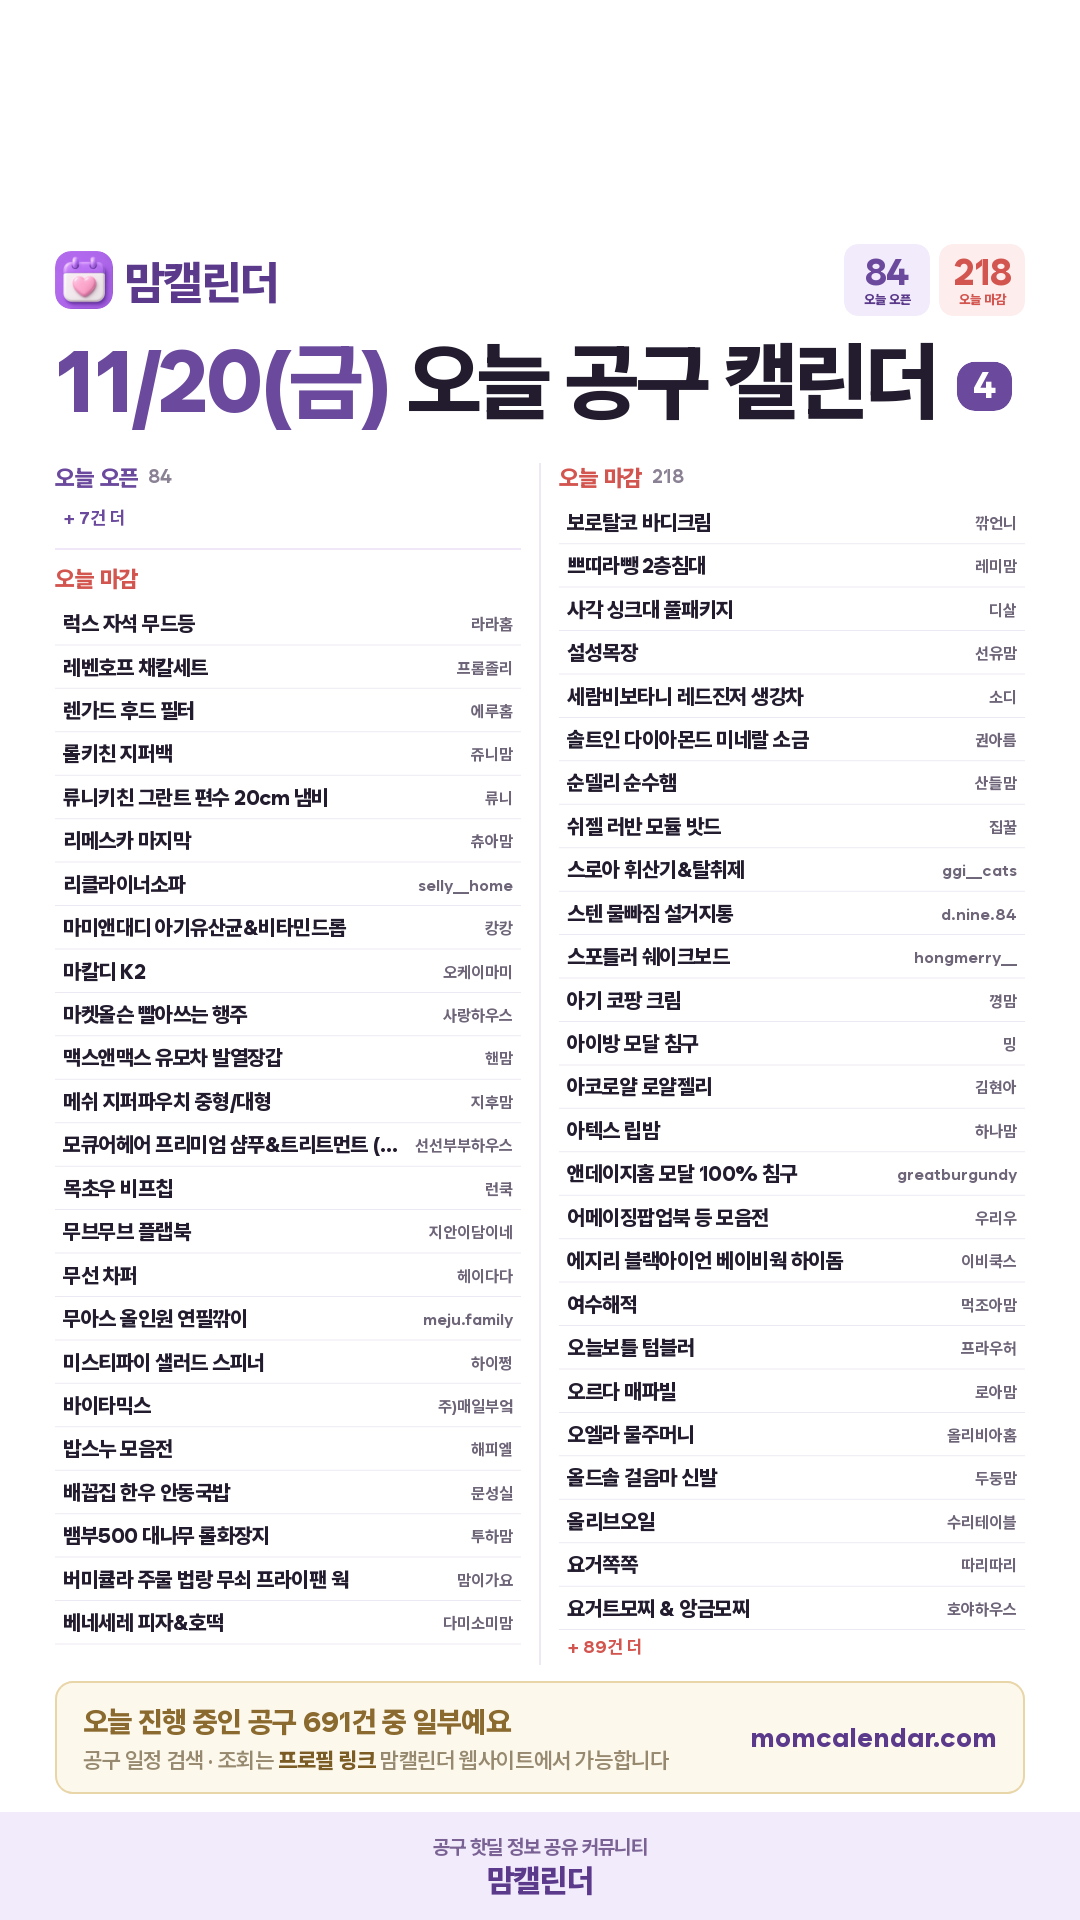 맘캘린더
84
오늘 오픈
218
오늘 마감
11/20(금) 오늘 공구 캘린더 4
오늘 오픈 84
+ 7건 더
오늘 마감
럭스 자석 무드등 라라홈
레벤호프 채칼세트 프롬졸리
렌가드 후드 필터 에루홈
롤키친 지퍼백 쥬니맘
류니키친 그란트 편수 20cm 냄비 류니
리메스카 마지막 츄아맘
리클라이너소파 selly__home
마미앤대디 아기유산균&비타민드롭 캉캉
마칼디 K2 오케이마미
마켓올슨 빨아쓰는 행주 사랑하우스
맥스앤맥스 유모차 발열장갑 핸맘
메쉬 지퍼파우치 중형/대형 지후맘
모큐어헤어 프리미엄 샴푸&트리트먼트 (... 선선부부하우스
목초우 비프칩 런쿡
무브무브 플랩북 지안이담이네
무선 차퍼 헤이다다
무아스 올인원 연필깎이 meju.family
미스티파이 샐러드 스피너 하이쩡
바이타믹스 주)매일부엌
밥스누 모음전 해피엘
배꼽집 한우 안동국밥 문성실
뱀부500 대나무 롤화장지 투하맘
버미큘라 주물 법랑 무쇠 프라이팬 웍 맘이가요
베네세레 피자&호떡 다미소미맘
오늘 마감 218
보로탈코 바디크림 깎언니
쁘띠라뺑 2층침대 레미맘
사각 싱크대 풀패키지 디살
설성목장 선유맘
세람비보타니 레드진저 생강차 소디
솔트인 다이아몬드 미네랄 소금 권아름
순델리 순수햄 산들맘
쉬젤 러반 모듈 밧드 집꿀
스로아 휘산기&탈취제 ggi__cats
스텐 물빠짐 설거지통 d.nine.84
스포틀러 쉐이크보드 hongmerry__
아기 코팡 크림 꼉맘
아이방 모달 침구 밍
아코로얄 로얄젤리 김현아
아텍스 립밤 하나맘
앤데이지홈 모달 100% 침구 greatburgundy
어메이징팝업북 등 모음전 우리우
에지리 블랙아이언 베이비웍 하이돔 이비쿡스
여수해적 먹조아맘
오늘보틀 텀블러 프라우허
오르다 매파빌 로아맘
오엘라 물주머니 올리비아홈
올드솔 걸음마 신발 두둥맘
올리브오일 수리테이블
요거쪽쪽 따리따리
요거트모찌 & 앙금모찌 호야하우스
+ 89건 더
오늘 진행 중인 공구 691건 중 일부예요
공구 일정 검색 · 조회는 프로필 링크 맘캘린더 웹사이트에서 가능합니다
momcalendar.com
공구 핫딜 정보 공유 커뮤니티
맘캘린더